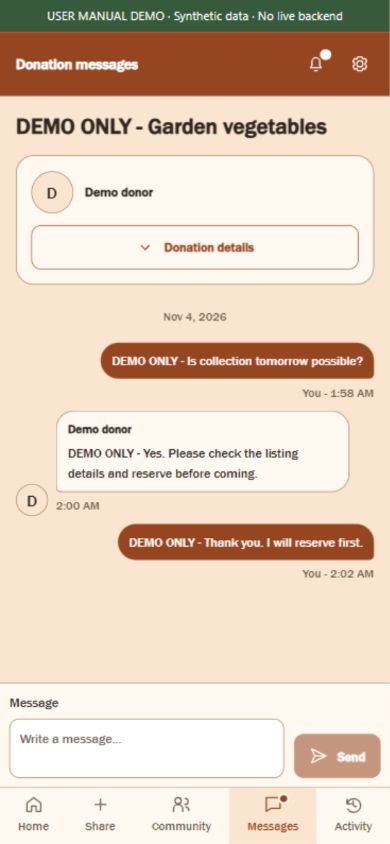 USER MANUAL DEMO · Synthetic data · No live backend
Donation messages
DEMO ONLY - Garden vegetables
D
Demo donor
Donation details
Nov 4, 2026
DEMO ONLY - Is collection tomorrow possible?
You - 1:58 AM
Demo donor
DEMO ONLY - Yes. Please check the listing
details and reserve before coming.
D
2:00 AM
DEMO ONLY - Thank you. I will reserve first.
You - 2:02 AM
Message
Write a message...
Send
Home
Share
Community
Messages
Activity